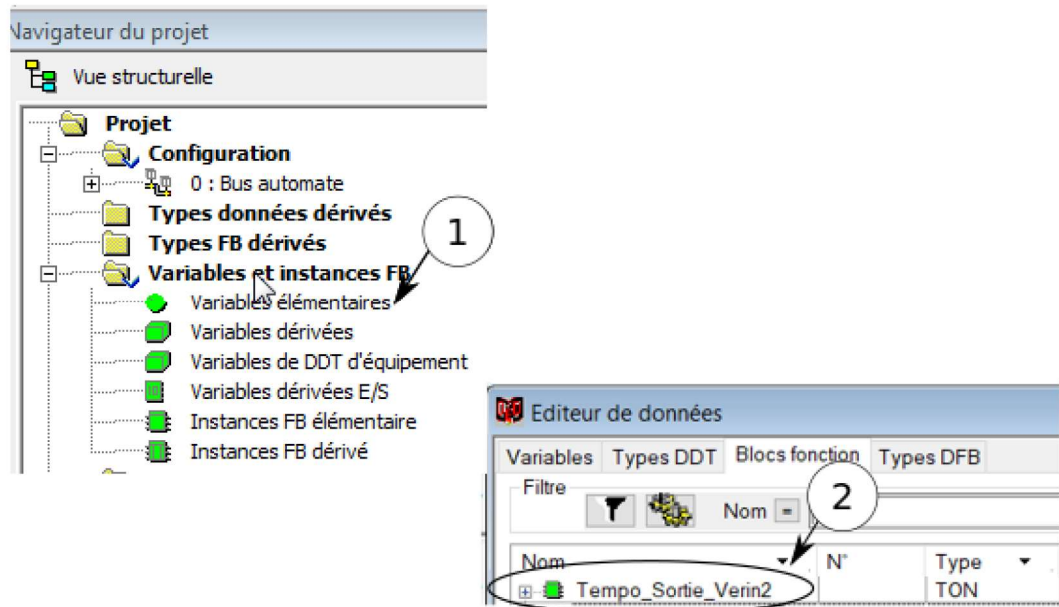 Navigateur du projet
Vue structurelle
Projet
Configuration
0 : Bus automate
Types données dérivés
Types FB dérivés
1
Variables et instances FB
Variables élémentaires
Variables dérivées
Variables de DDT d'équipement
Variables dérivées E/S
Instances FB élémentaire
Instances FB dérivé
Editeur de données
Variables Types DDT Blocs fonction Types DFB
Filtre
Nom =
2
Nom N° Type
Tempo_Sortie_Verin2 TON